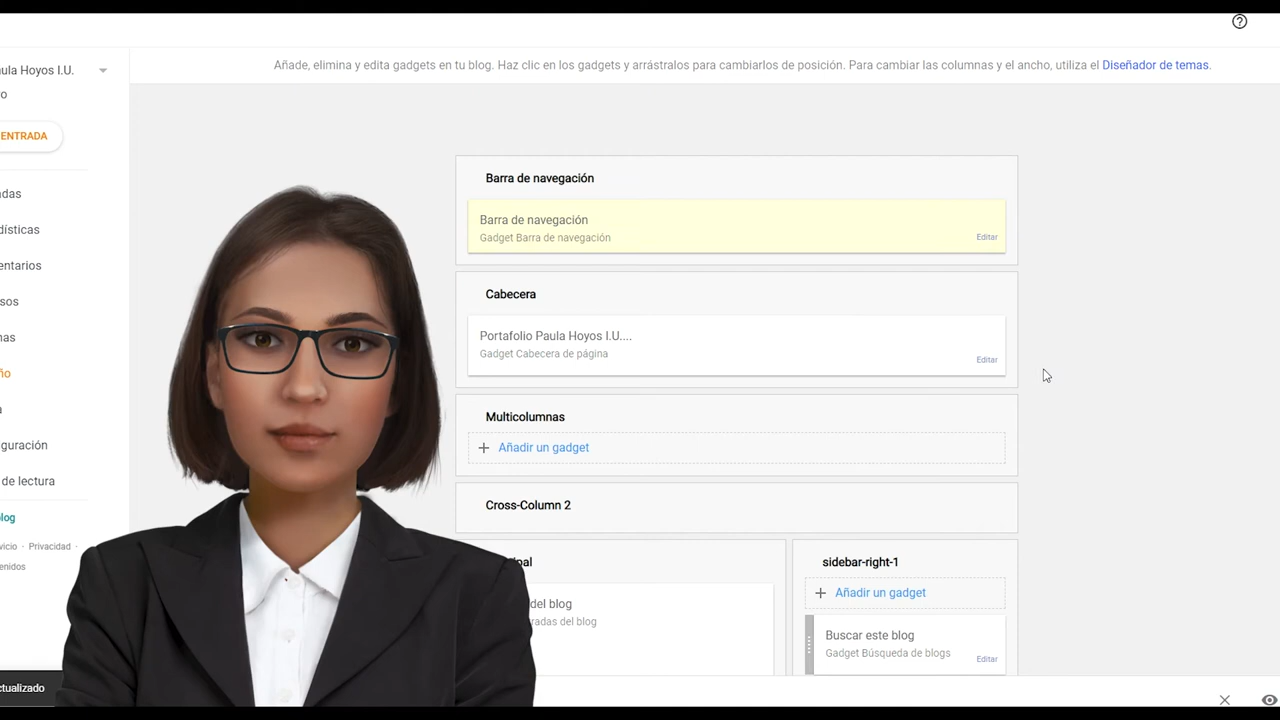 ula Hoyos I.U.
Añade, elimina y edita gadgets en tu blog. Haz clic en los gadgets y arrástralos para cambiarlos de posición. Para cambiar las columnas y el ancho, utiliza el Diseñador de temas.
ro
ENTRADA
das
dísticas
entarios
sos
nas
ño
a
guración
de lectura
log
vicio · Privacidad ·
enidos
ctualizado
Barra de navegación
Barra de navegación
Gadget Barra de navegación
Editar
Cabecera
Portafolio Paula Hoyos I.U....
Gadget Cabecera de página
Editar
Multicolumnas
+ Añadir un gadget
Cross-Column 2
pal
del blog
radas del blog
sidebar-right-1
+ Añadir un gadget
Buscar este blog
Gadget Búsqueda de blogs
Editar